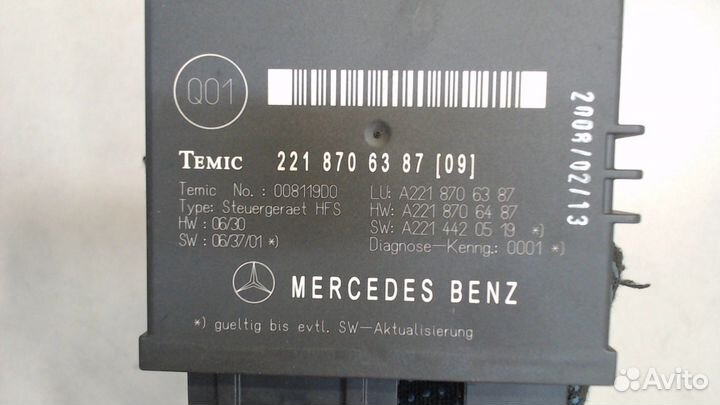 Q01
TEMIC 221 870 63 87 [09]
Temic No.: 008119D0 LU: A221 870 63 87
Type: Steuergeraet HFS HW: A221 870 64 87
HW : 06/30 SW: A221 442 05 19 *)
SW : 06/37/01 *) Diagnose-Kenng.: 0001 *)
MERCEDES BENZ
*) gueltig bis evtl. SW-Aktualisierung
2008/02/13
Avito